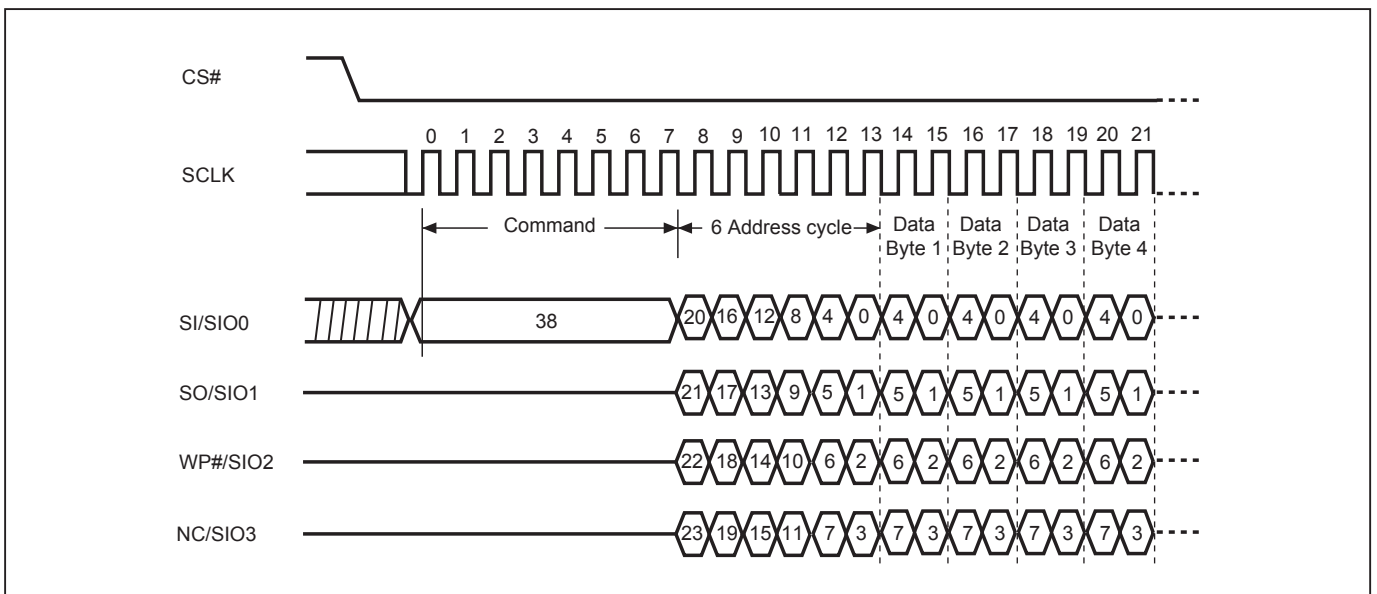 CS#
0 1 2 3 4 5 6 7 8 9 10 11 12 13 14 15 16 17 18 19 20 21
SCLK
Command 6 Address cycle Data Byte 1 Data Byte 2 Data Byte 3 Data Byte 4
SI/SIO0 38 20 16 12 8 4 0 4 0 4 0 4 0 4 0
SO/SIO1 21 17 13 9 5 1 5 1 5 1 5 1 5 1
WP#/SIO2 22 18 14 10 6 2 6 2 6 2 6 2 6 2
NC/SIO3 23 19 15 11 7 3 7 3 7 3 7 3 7 3